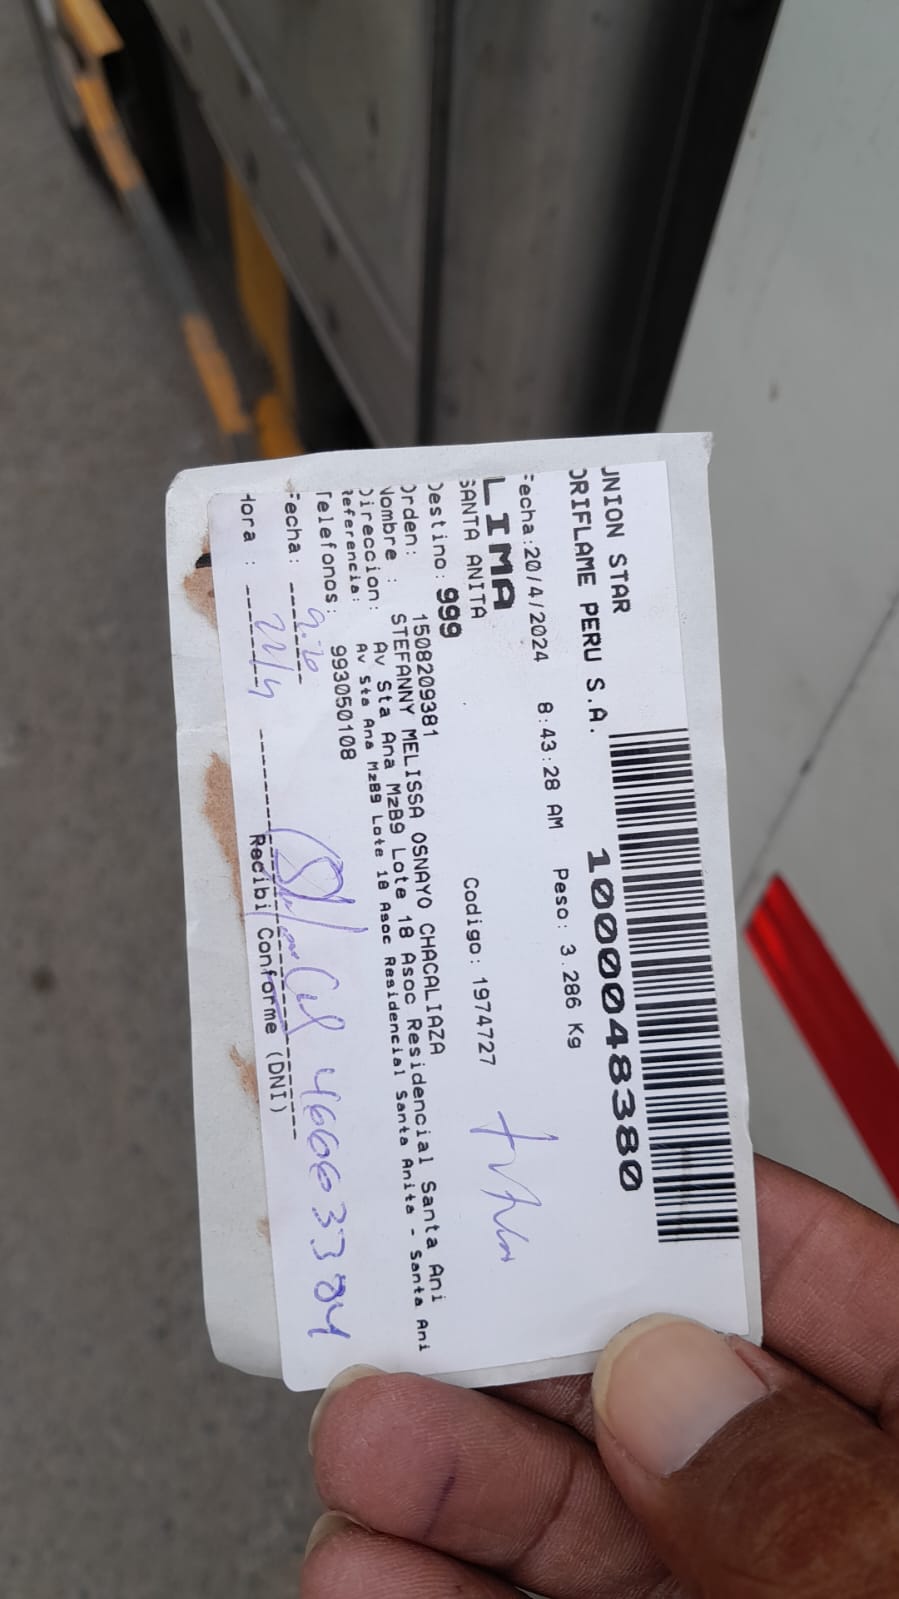 UNION STAR
ORIFLAME PERU S.A.
1000048380
Fecha:20/4/2024 8:43:28 AM Peso: 3.286 Kg
LIMA
SANTA ANITA Codigo: 1974727
Destino: 999
Orden: 1508209381
Nombre : STEFANNY MELISSA OSNAYO CHACALIAZA
Direccion: Av Sta Ana MzB9 Lote 18 Asoc Residencial Santa Ani
Referencia: Av Sta Ana MzB9 Lote 18 Asoc Residencial Santa Anita - Santa Ani
Telefonos: 993050108
Fecha:
Hora : 22/4
Recibi Conforme (DNI)